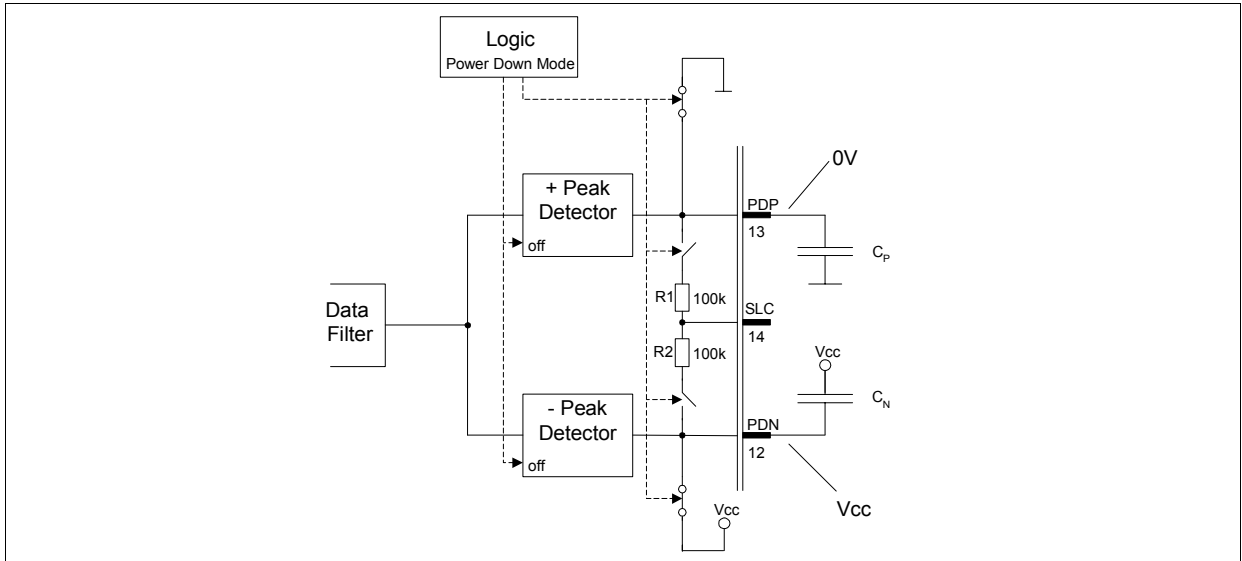 Logic
Power Down Mode
0V
+ Peak
Detector
off
PDP
13
C_P
R1
100k
SLC
14
Data
Filter
R2
100k
Vcc
C_N
- Peak
Detector
off
PDN
12
Vcc
Vcc